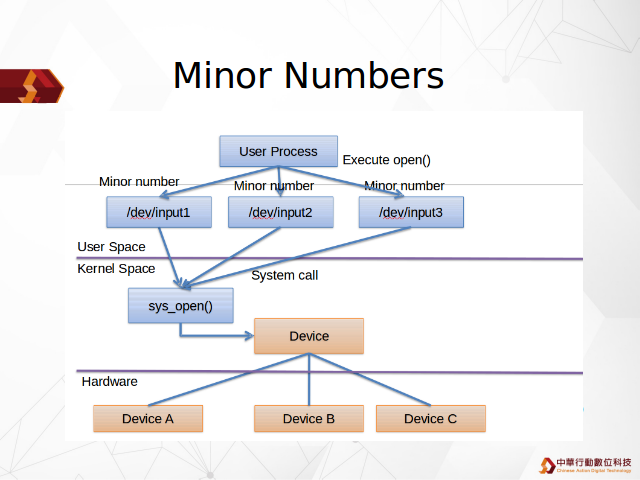 Minor Numbers
User Process
Execute open()
Minor number
Minor number
Minor number
/dev/input1
/dev/input2
/dev/input3
User Space
Kernel Space
System call
sys_open()
Device
Hardware
Device A
Device B
Device C
中華行動數位科技
Chinese Action Digital Technology